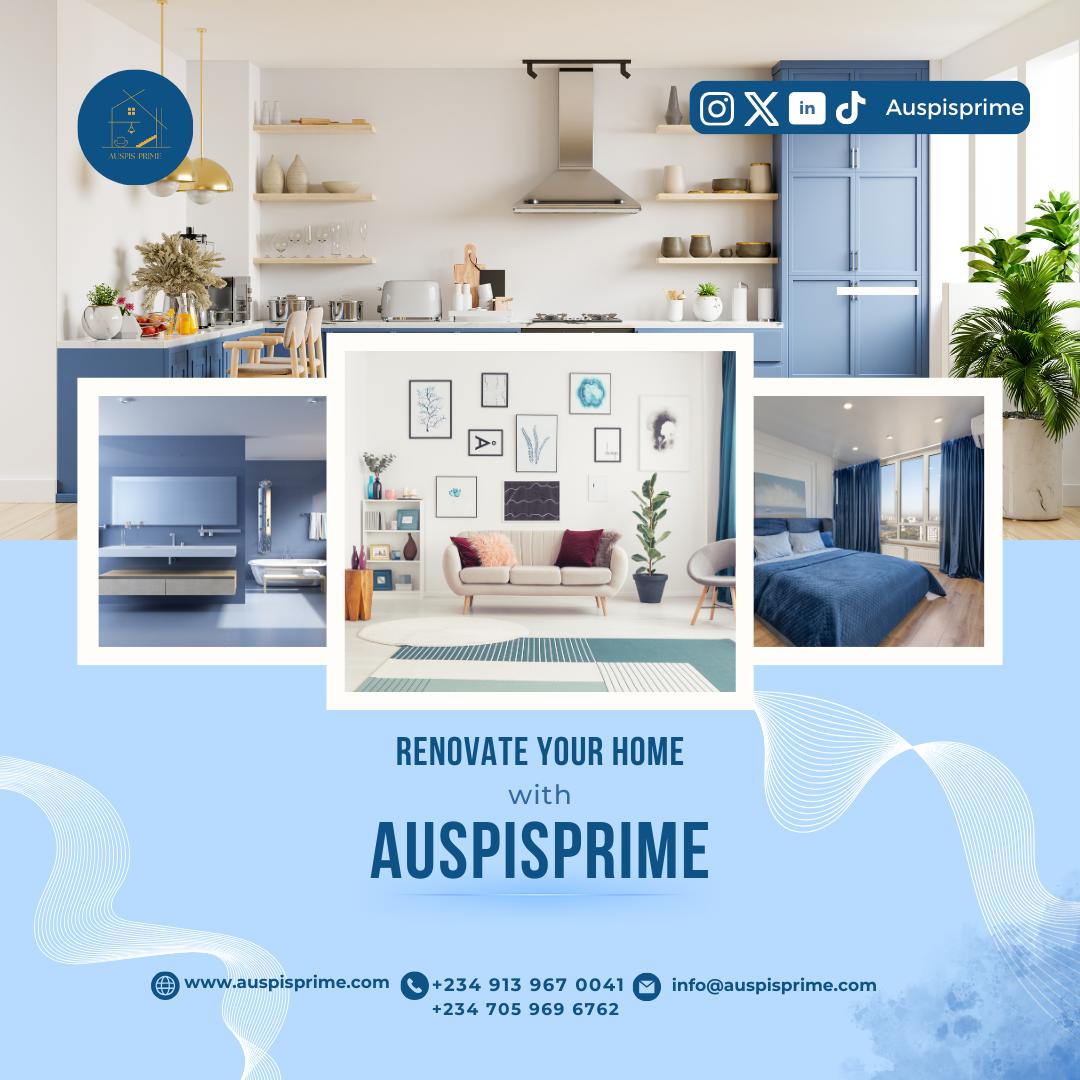 AUSPIS-PRIME
Auspisprime
RENOVATE YOUR HOME
with
AUSPISPRIME
www.auspisprime.com
+234 913 967 0041
+234 705 969 6762
info@auspisprime.com